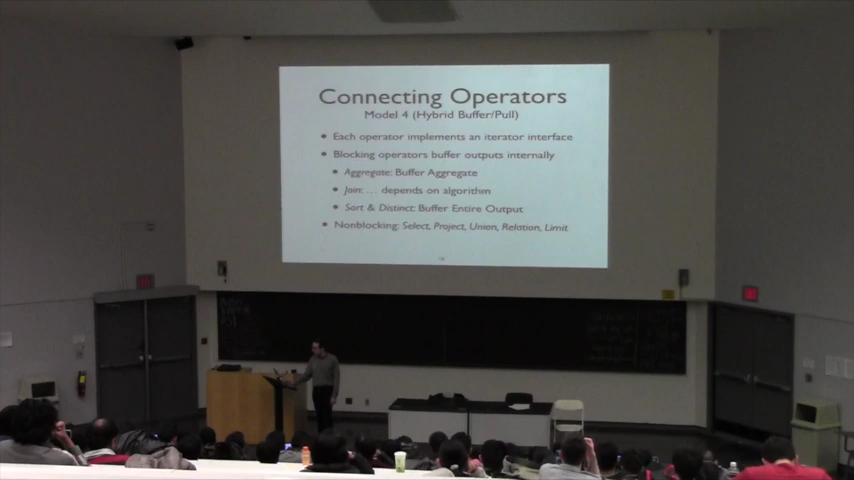 Connecting Operators
Model 4 (Hybrid Buffer/Pull)
• Each operator implements an iterator interface
• Blocking operators buffer outputs internally
• Aggregate: Buffer Aggregate
• Join: … depends on algorithm
• Sort & Distinct: Buffer Entire Output
• Nonblocking: Select, Project, Union, Relation, Limit